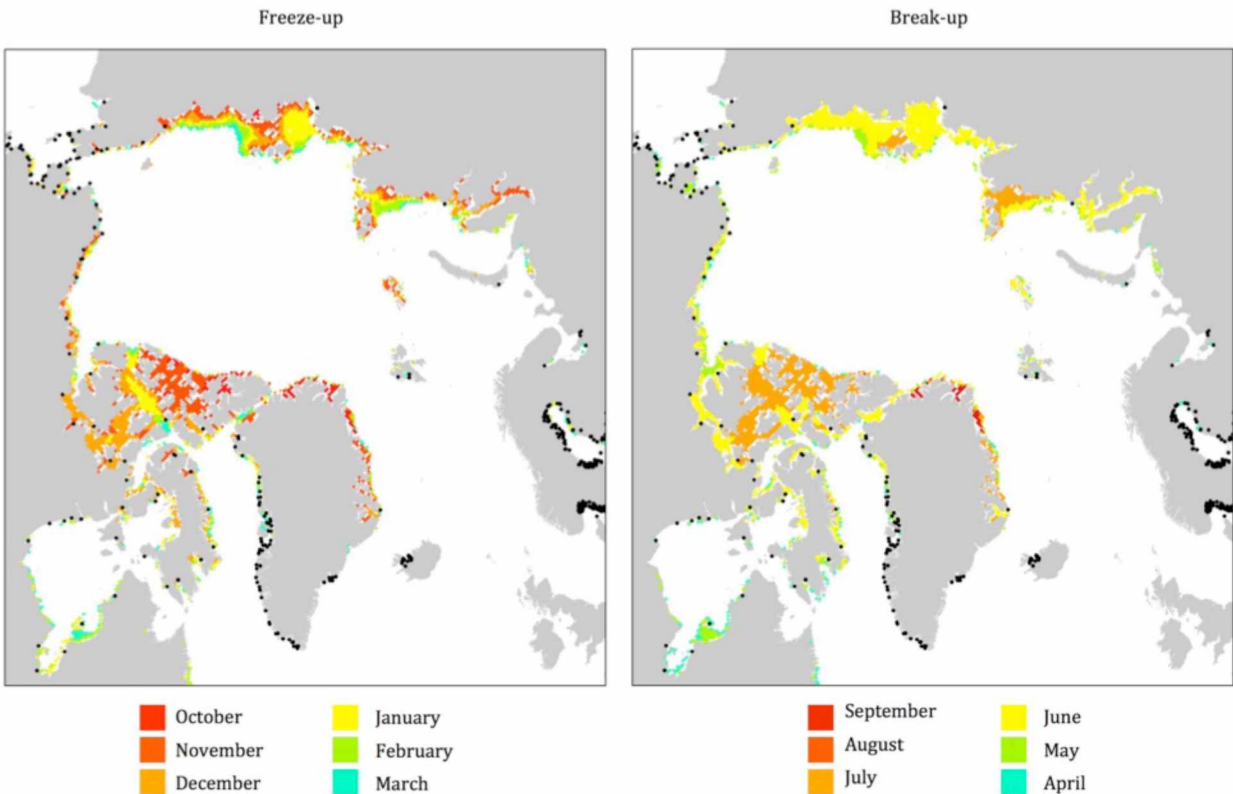 Freeze-up
Break-up
October
January
November
February
December
March
September
June
August
May
July
April